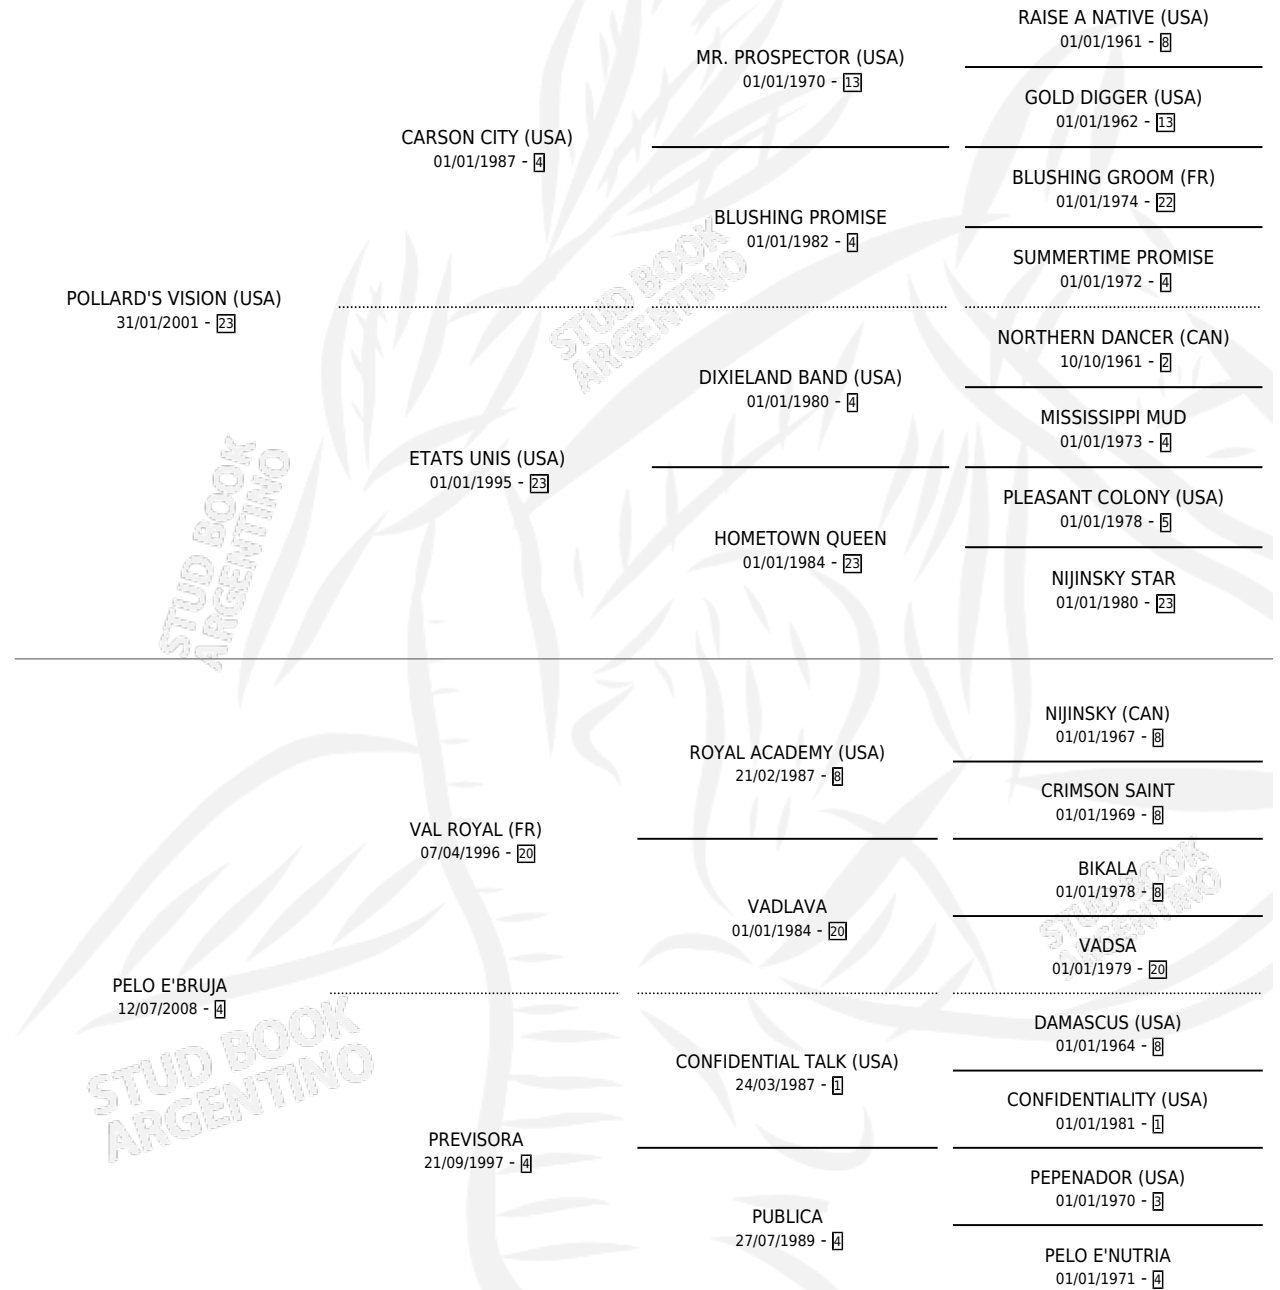 RAISE A NATIVE (USA)
01/01/1961 - 8
MR. PROSPECTOR (USA)
01/01/1970 - 13
GOLD DIGGER (USA)
01/01/1962 - 13
CARSON CITY (USA)
01/01/1987 - 4
BLUSHING GROOM (FR)
01/01/1974 - 22
BLUSHING PROMISE
01/01/1982 - 4
SUMMERTIME PROMISE
01/01/1972 - 4
POLLARD'S VISION (USA)
31/01/2001 - 23
NORTHERN DANCER (CAN)
10/10/1961 - 2
DIXIELAND BAND (USA)
01/01/1980 - 4
MISSISSIPPI MUD
01/01/1973 - 4
ETATS UNIS (USA)
01/01/1995 - 23
PLEASANT COLONY (USA)
01/01/1978 - 5
HOMETOWN QUEEN
01/01/1984 - 23
NIJINSKY STAR
01/01/1980 - 23
NIJINSKY (CAN)
01/01/1967 - 8
ROYAL ACADEMY (USA)
21/02/1987 - 8
CRIMSON SAINT
01/01/1969 - 8
VAL ROYAL (FR)
07/04/1996 - 20
BIKALA
01/01/1978 - 8
VADLAVA
01/01/1984 - 20
VADSA
01/01/1979 - 20
PELO E'BRUJA
12/07/2008 - 4
DAMASCUS (USA)
01/01/1964 - 8
CONFIDENTIAL TALK (USA)
24/03/1987 - 1
CONFIDENTIALITY (USA)
01/01/1981 - 1
PREVISORA
21/09/1997 - 4
PEPENADOR (USA)
01/01/1970 - 3
PUBLICA
27/07/1989 - 4
PELO E'NUTRIA
01/01/1971 - 4
STUD BOOK
ARGENTINO
STUD BOOK
ARGENTINO
STUD BOOK
ARGENTINO
STUD BOOK
ARGENTINO